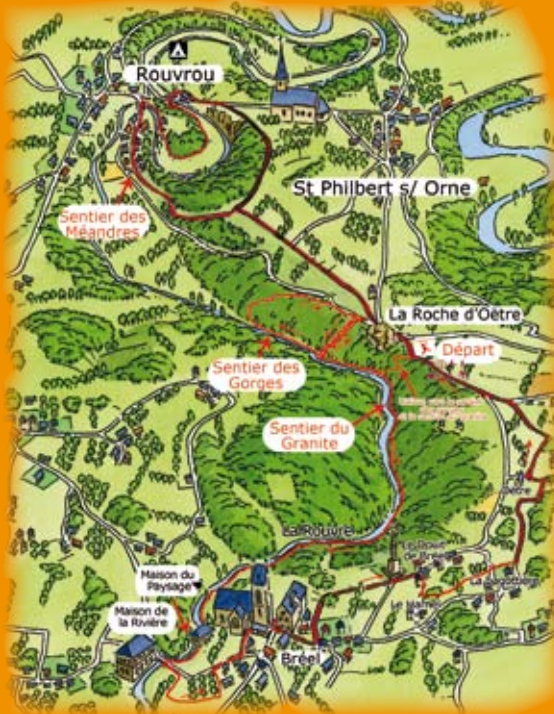 Rouvrou
St Philbert s/ Orne
Sentier des
Méandres
La Roche d'Oëtre
Départ
Sentier des
Gorges
Sentier du
Granite
La Rouvre
Maison du
Paysage
Maison de
la Rivière
Bréel